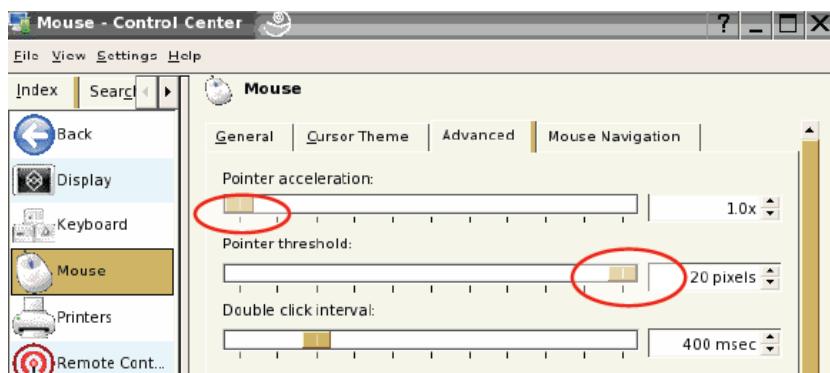 Mouse - Control Center
File View Settings Help
Index Searc
Mouse
Back
General Cursor Theme Advanced Mouse Navigation
Display
Pointer acceleration:
1.0x
Keyboard
Pointer threshold:
Mouse
20 pixels
Double click interval:
Printers
400 msec
Remote Cont...